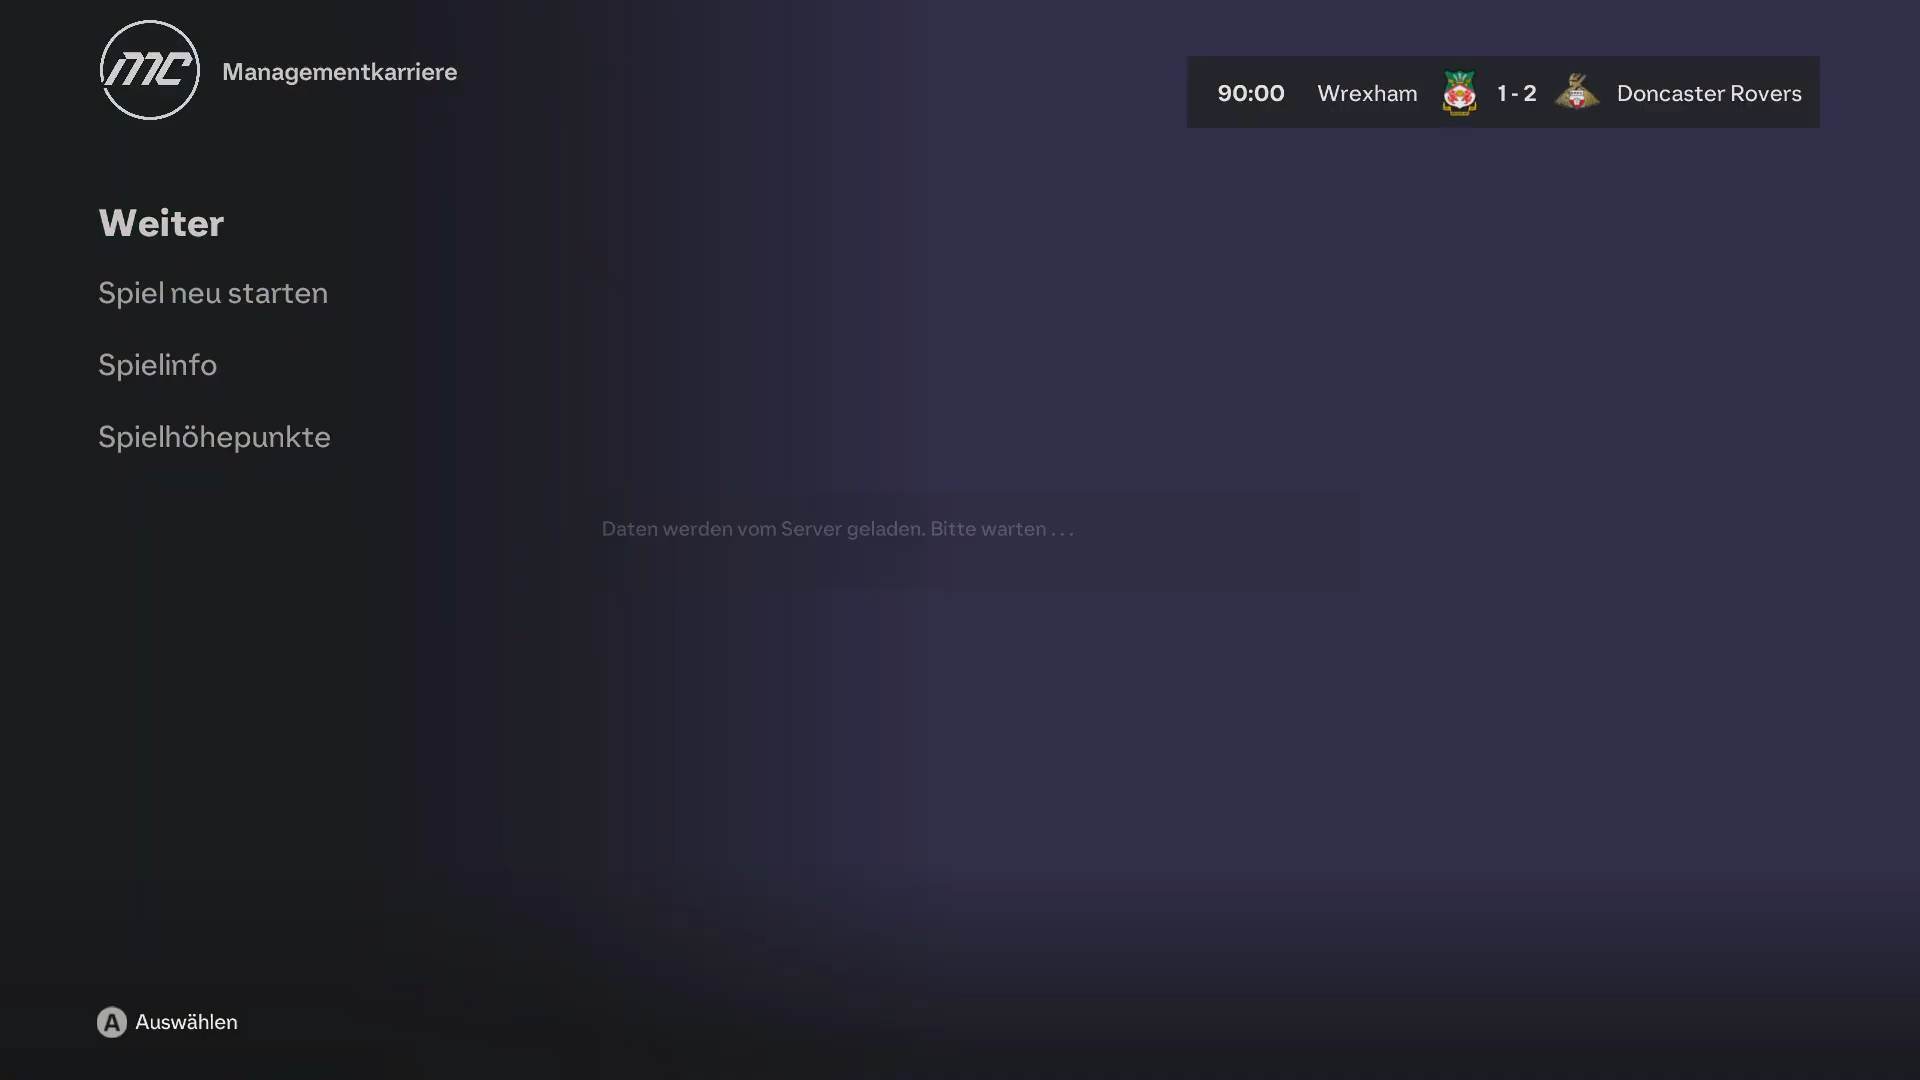 MC Managementkarriere
90:00 Wrexham 1 - 2 Doncaster Rovers
Weiter
Spiel neu starten
Spielinfo
Spielhöhepunkte
Daten werden vom Server geladen. Bitte warten . . .
A Auswählen